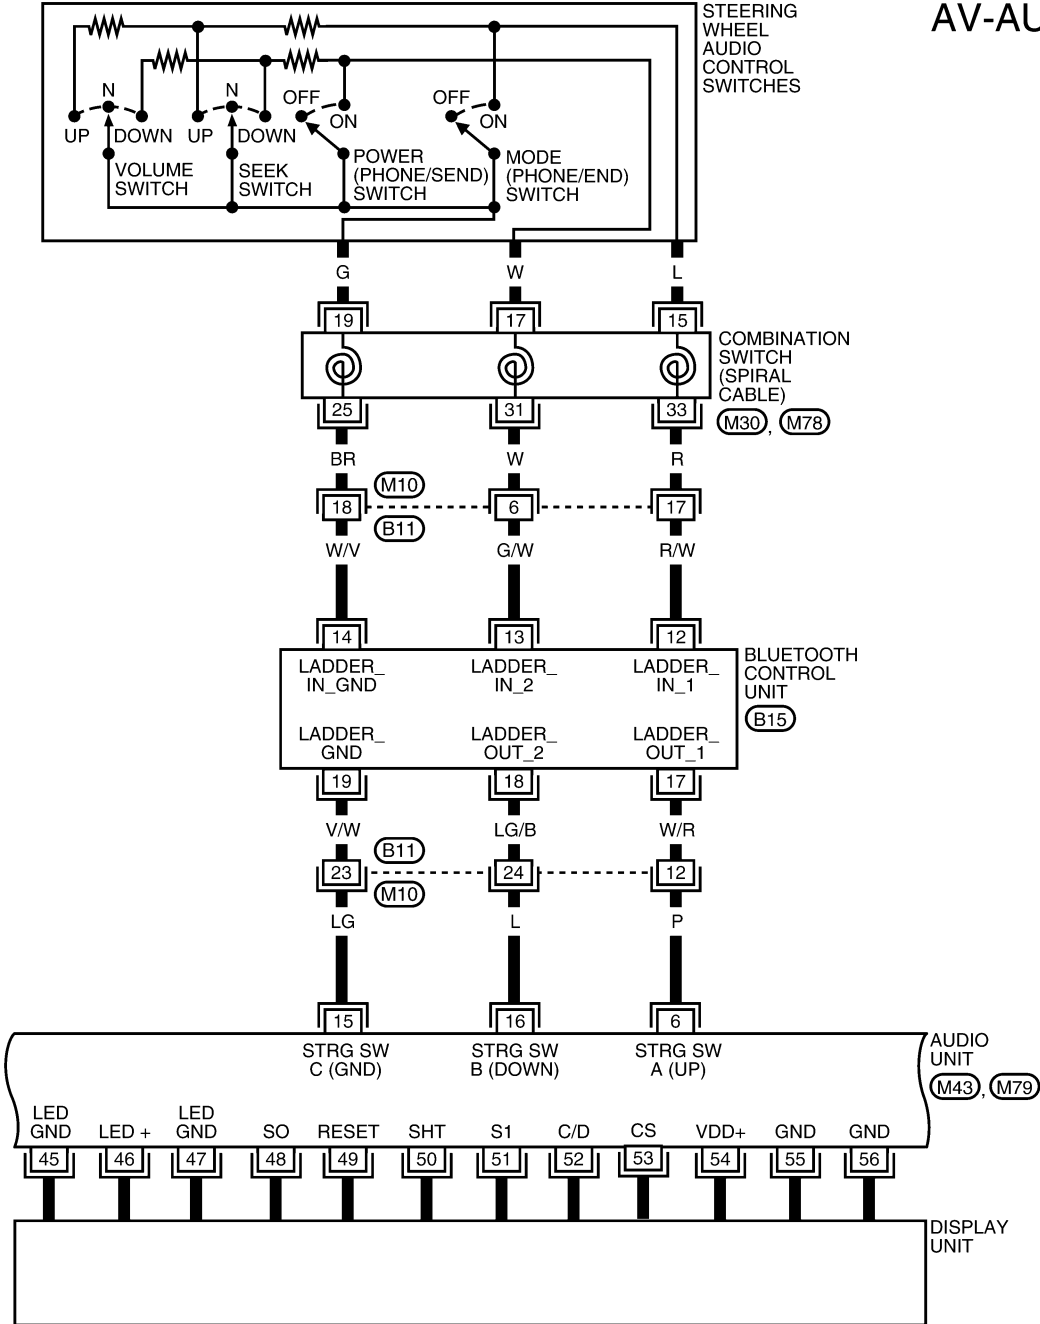 AV-AU
STEERING
WHEEL
AUDIO
CONTROL
SWITCHES
N
N
OFF
ON
OFF
ON
UP
DOWN
UP
DOWN
VOLUME
SWITCH
SEEK
SWITCH
POWER
(PHONE/SEND)
SWITCH
MODE
(PHONE/END)
SWITCH
G W L
19 17 15
COMBINATION
SWITCH
(SPIRAL
CABLE)
M30, M78
25 31 33
BR W R
M10
18 6 17
B11
W/V G/W R/W
14 13 12
LADDER_
IN_GND
LADDER_
IN_2
LADDER_
IN_1
BLUETOOTH
CONTROL
UNIT
B15
LADDER_
GND
LADDER_
OUT_2
LADDER_
OUT_1
19 18 17
V/W LG/B W/R
B11
23 24 12
M10
LG L P
15 16 6
STRG SW
C (GND)
STRG SW
B (DOWN)
STRG SW
A (UP)
AUDIO
UNIT
M43, M79
LED
GND
LED +
LED
GND
SO RESET SHT S1 C/D CS VDD+ GND GND
45 46 47 48 49 50 51 52 53 54 55 56
DISPLAY
UNIT